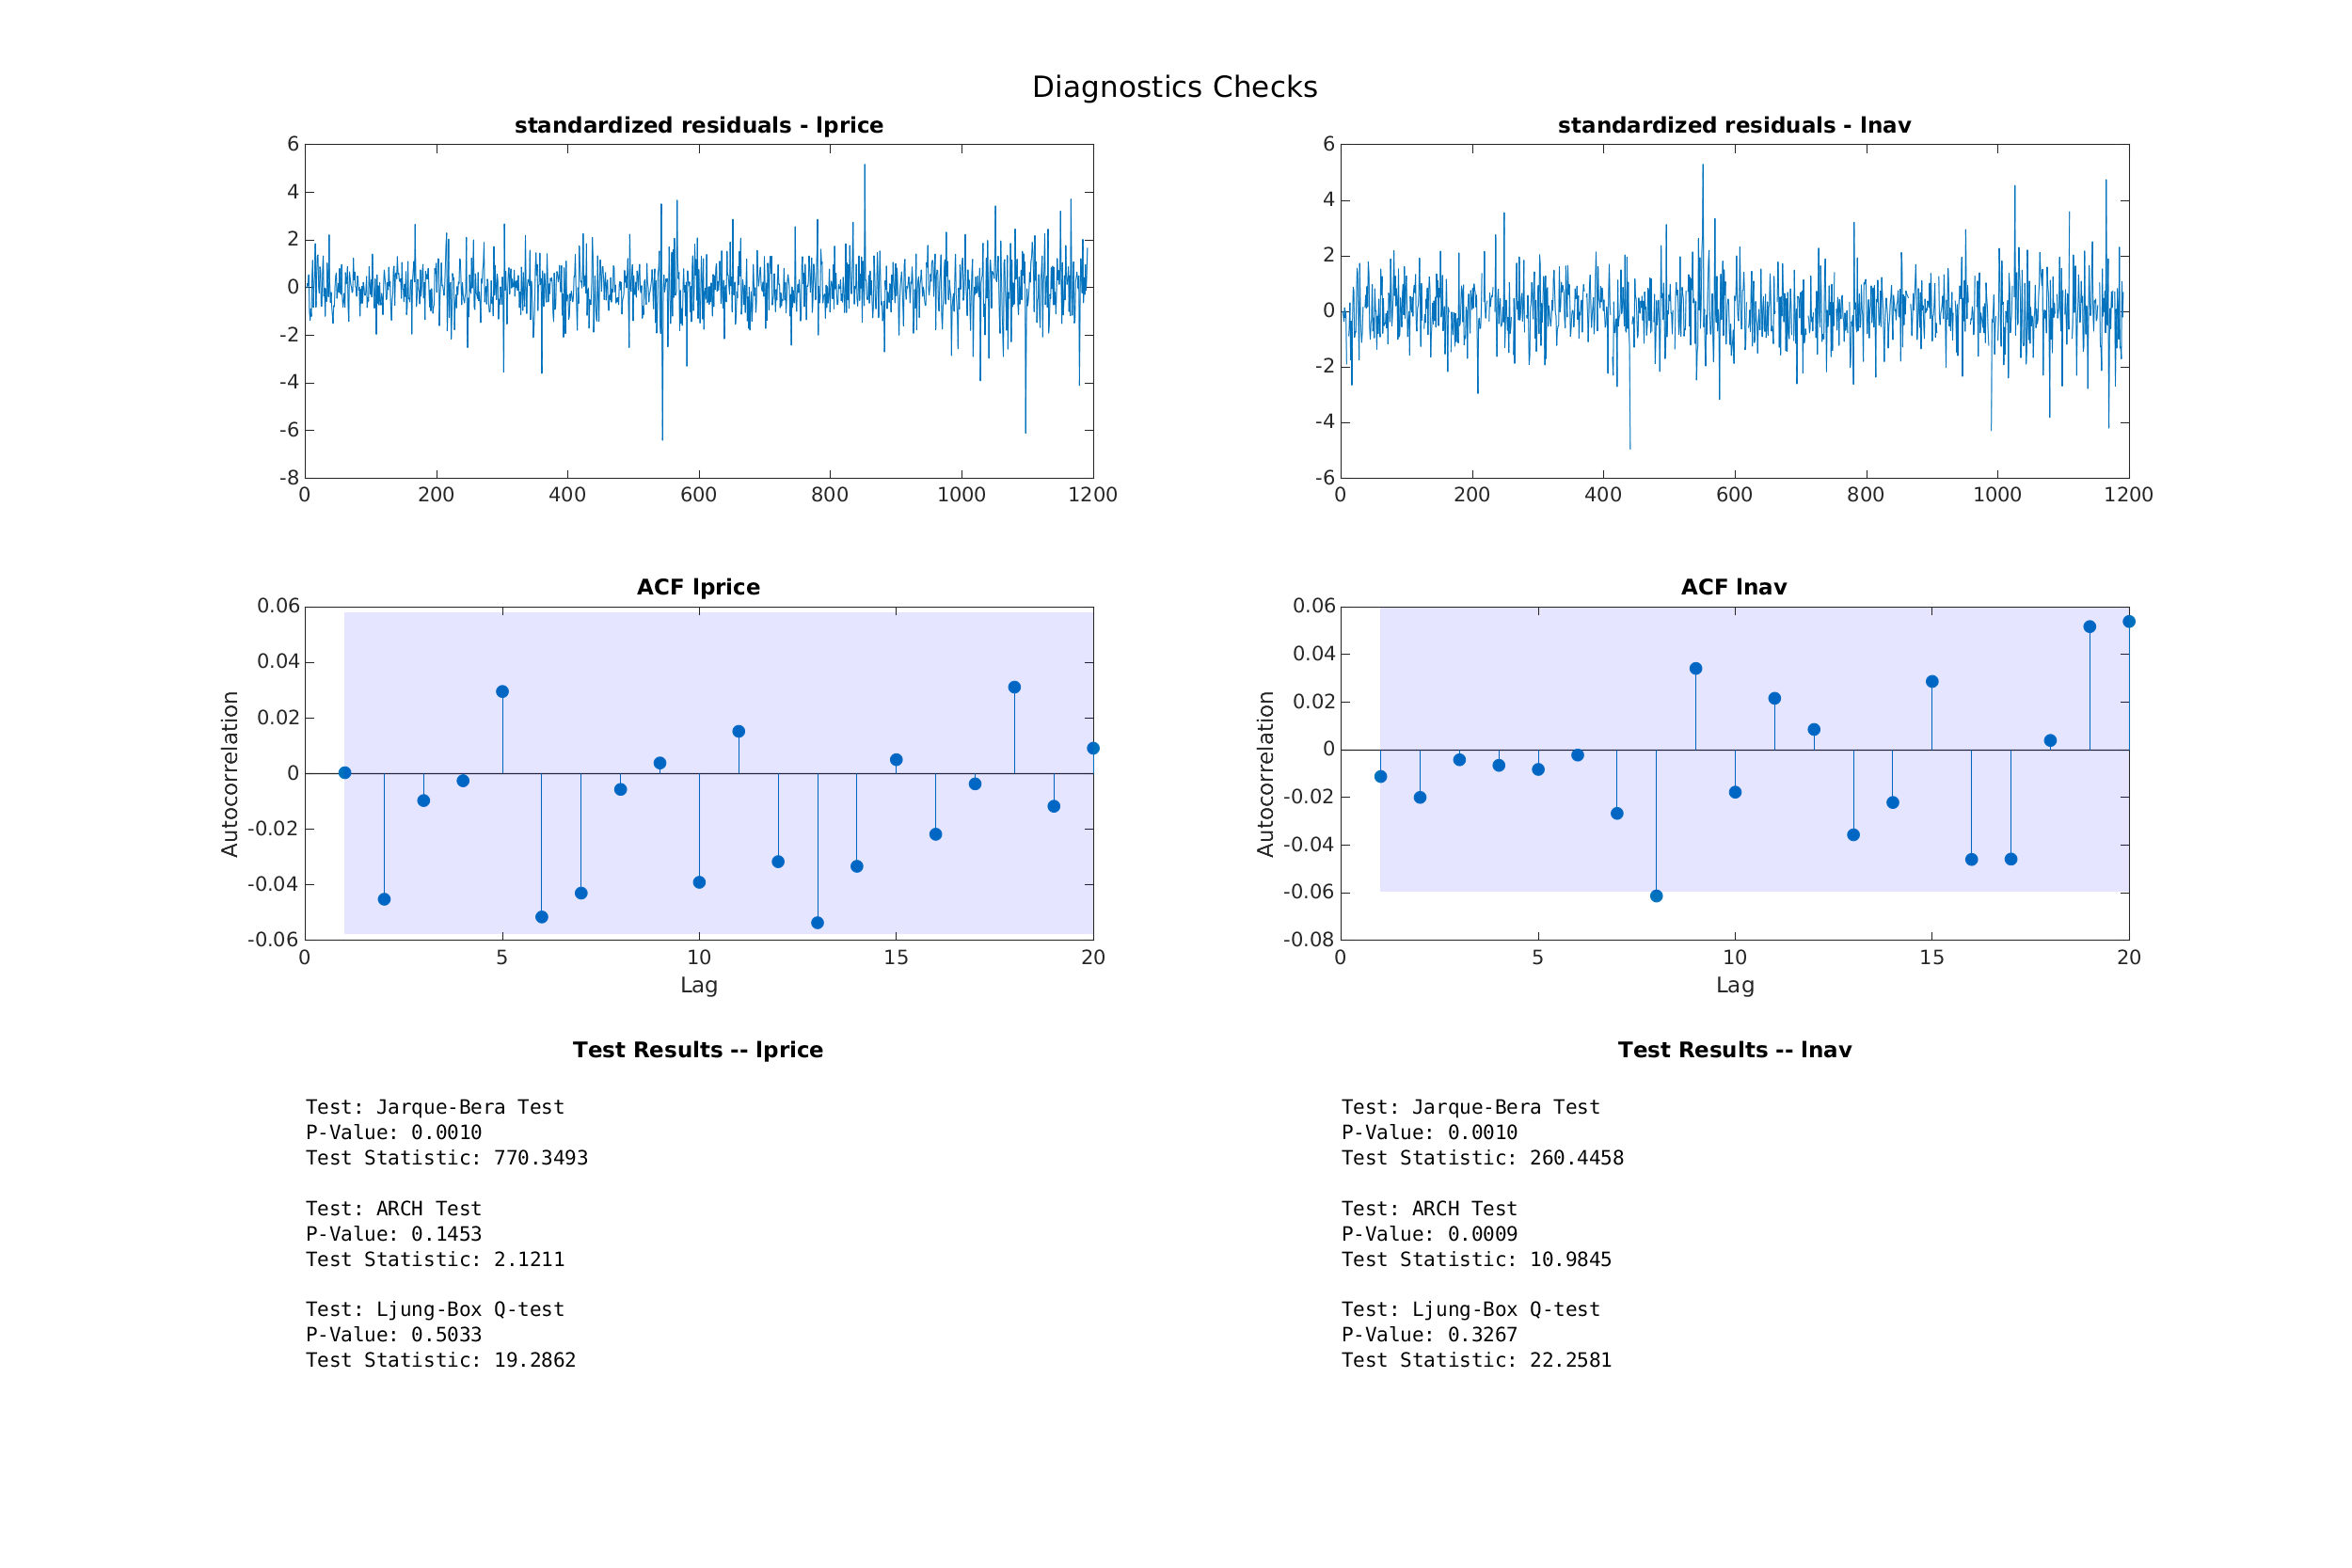 Diagnostics Checks
standardized residuals - lprice
6
4
2
0
-2
-4
-6
-8
0 200 400 600 800 1000 1200
standardized residuals - lnav
6
4
2
0
-2
-4
-6
0 200 400 600 800 1000 1200
ACF lprice
Autocorrelation
0.06
0.04
0.02
0
-0.02
-0.04
-0.06
0 5 10 15 20
Lag
ACF lnav
Autocorrelation
0.06
0.04
0.02
0
-0.02
-0.04
-0.06
-0.08
0 5 10 15 20
Lag
Test Results -- lprice
Test: Jarque-Bera Test
P-Value: 0.0010
Test Statistic: 770.3493
Test: ARCH Test
P-Value: 0.1453
Test Statistic: 2.1211
Test: Ljung-Box Q-test
P-Value: 0.5033
Test Statistic: 19.2862
Test Results -- lnav
Test: Jarque-Bera Test
P-Value: 0.0010
Test Statistic: 260.4458
Test: ARCH Test
P-Value: 0.0009
Test Statistic: 10.9845
Test: Ljung-Box Q-test
P-Value: 0.3267
Test Statistic: 22.2581